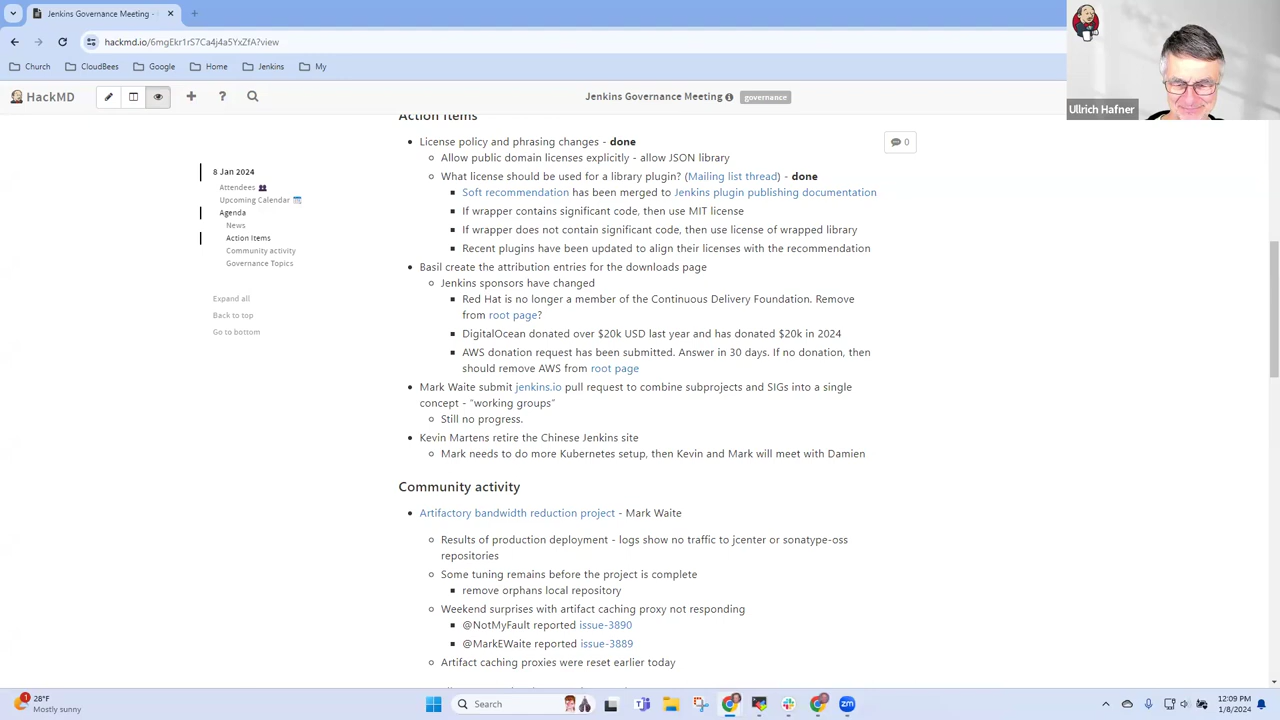 Jenkins Governance Meeting -
hackmd.io/6mgEkr1rS7Ca4j4a5YxZfA?view
Church
CloudBees
Google
Home
Jenkins
My
HackMD
Jenkins Governance Meeting
governance
Ullrich Hafner
8 Jan 2024
Attendees
Upcoming Calendar
Agenda
News
Action Items
Community activity
Governance Topics
Expand all
Back to top
Go to bottom
Action Items
0
License policy and phrasing changes - done
Allow public domain licenses explicitly - allow JSON library
What license should be used for a library plugin? (Mailing list thread) - done
Soft recommendation has been merged to Jenkins plugin publishing documentation
If wrapper contains significant code, then use MIT license
If wrapper does not contain significant code, then use license of wrapped library
Recent plugins have been updated to align their licenses with the recommendation
Basil create the attribution entries for the downloads page
Jenkins sponsors have changed
Red Hat is no longer a member of the Continuous Delivery Foundation. Remove
from root page?
DigitalOcean donated over $20k USD last year and has donated $20k in 2024
AWS donation request has been submitted. Answer in 30 days. If no donation, then
should remove AWS from root page
Mark Waite submit jenkins.io pull request to combine subprojects and SIGs into a single
concept - “working groups”
Still no progress.
Kevin Martens retire the Chinese Jenkins site
Mark needs to do more Kubernetes setup, then Kevin and Mark will meet with Damien
Community activity
Artifactory bandwidth reduction project - Mark Waite
Results of production deployment - logs show no traffic to jcenter or sonatype-oss
repositories
Some tuning remains before the project is complete
remove orphans local repository
Weekend surprises with artifact caching proxy not responding
@NotMyFault reported issue-3890
@MarkEWaite reported issue-3889
Artifact caching proxies were reset earlier today
1
28°F
Mostly sunny
Search
12:09 PM
1/8/2024